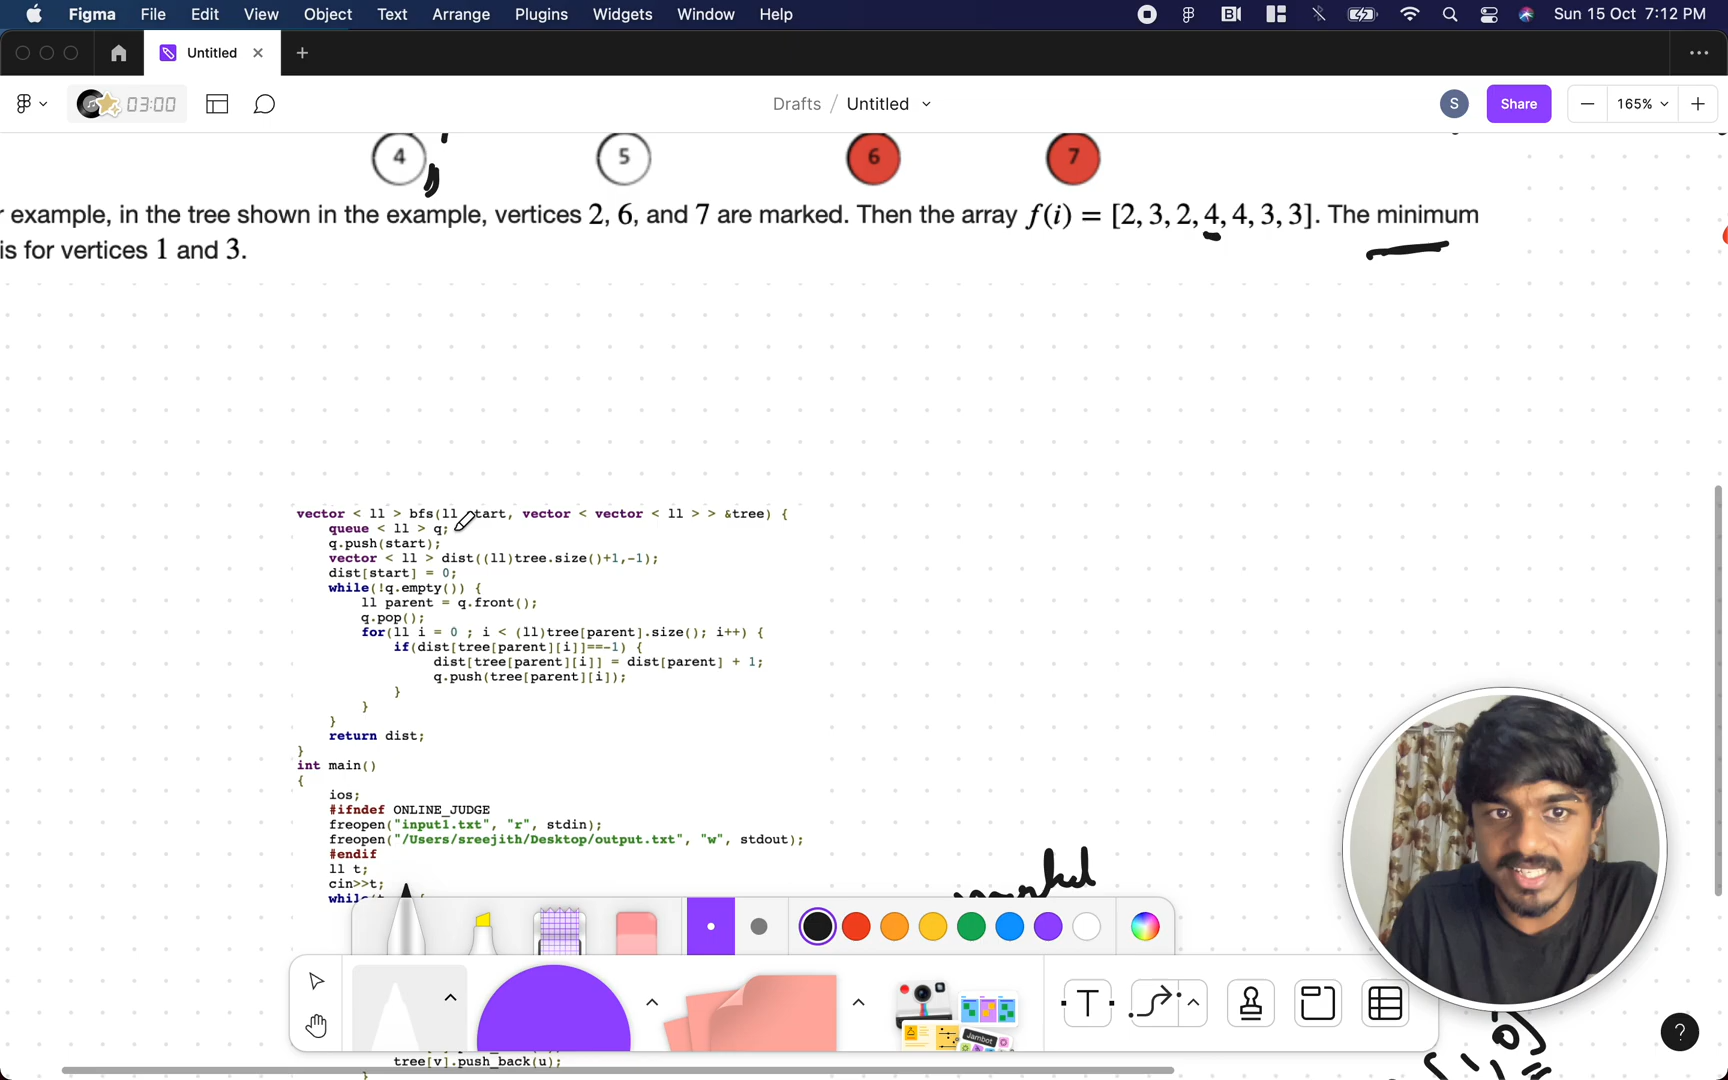 Figma File Edit View Object Text Arrange Plugins Widgets Window Help Sun 15 Oct 7:12 PM
Untitled
03:00 Drafts / Untitled S Share 165%
4 5 6 7
r example, in the tree shown in the example, vertices 2, 6, and 7 are marked. Then the array f(i) = [2, 3, 2, 4, 4, 3, 3]. The minimum
is for vertices 1 and 3.
vector < ll > bfs(ll start, vector < vector < ll > > &tree) {
queue < ll > q;
q.push(start);
vector < ll > dist((ll)tree.size()+1,-1);
dist[start] = 0;
while(!q.empty()) {
ll parent = q.front();
q.pop();
for(ll i = 0 ; i < (ll)tree[parent].size(); i++) {
if(dist[tree[parent][i]]==-1) {
dist[tree[parent][i]] = dist[parent] + 1;
q.push(tree[parent][i]);
}
}
}
return dist;
}
int main()
{
ios;
#ifndef ONLINE_JUDGE
freopen("input1.txt", "r", stdin);
freopen("/Users/sreejith/Desktop/output.txt", "w", stdout);
#endif
ll t;
cin>>t;
marked
T
Jambot
?
tree[v].push_back(u);
}